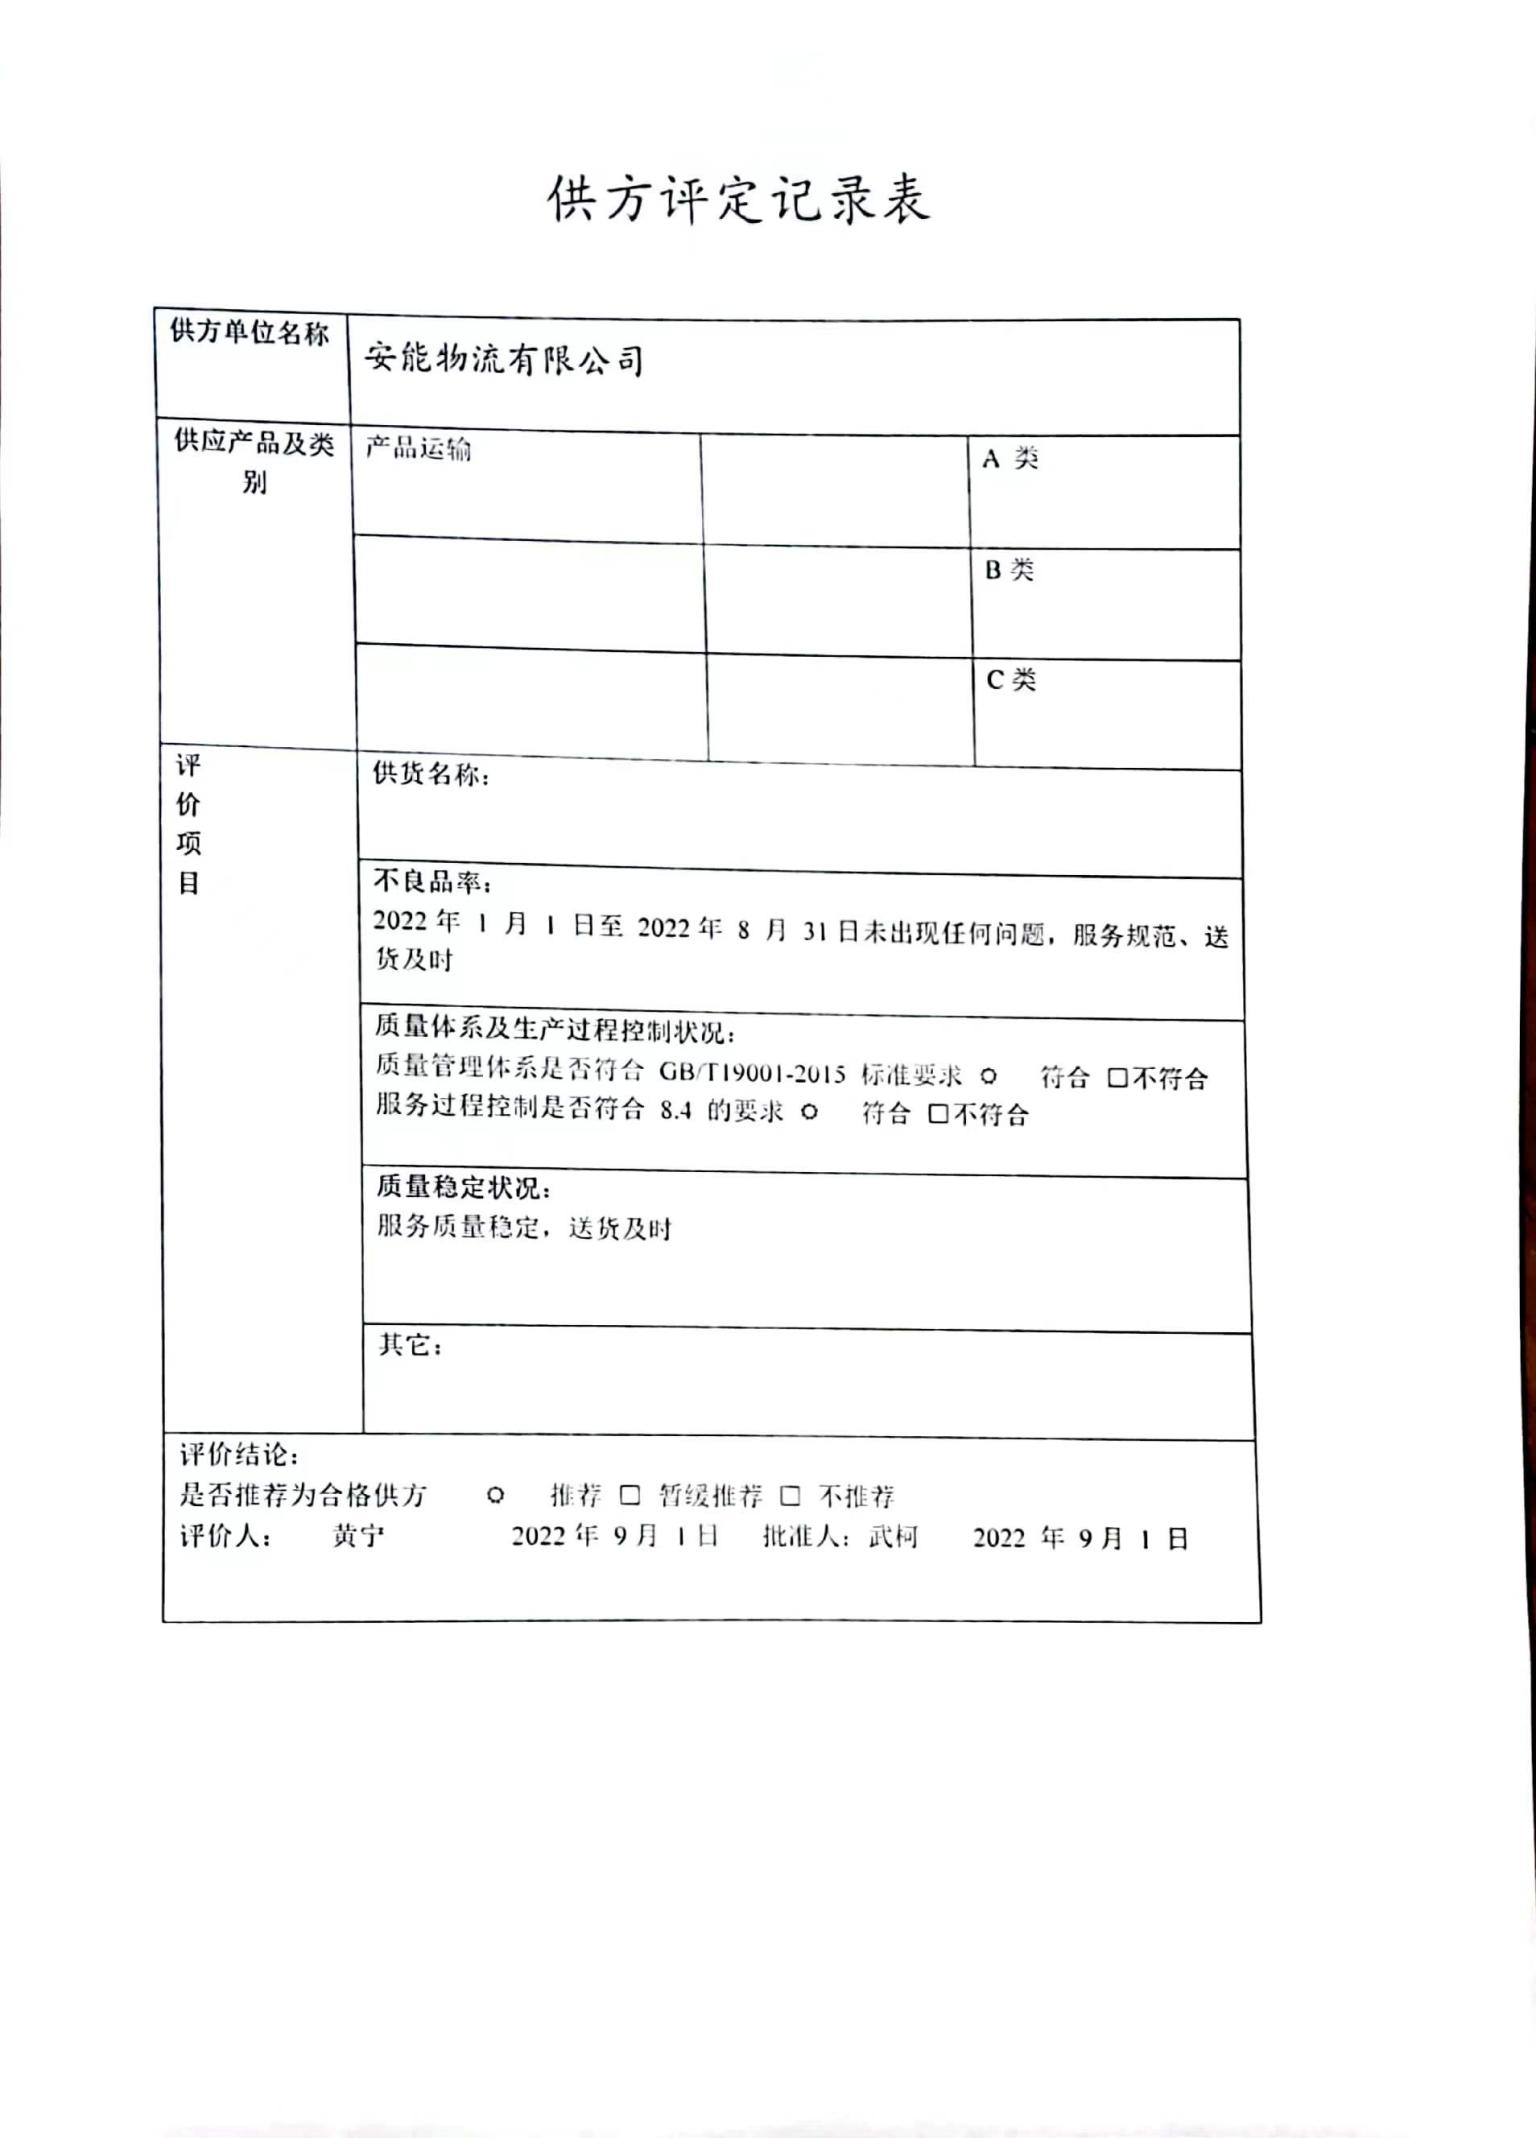 供方评定记录表
供方单位名称
安能物流有限公司
供应产品及类
别
产品运输
A 类
B 类
C 类
评
价
项
目
供货名称：
不良品率：
2022 年 1 月 1 日至 2022 年 8 月 31 日未出现任何问题，服务规范、送
货及时
质量体系及生产过程控制状况：
质量管理体系是否符合 GB/T19001-2015 标准要求 ○ 符合 □不符合
服务过程控制是否符合 8.4 的要求 ○ 符合 □不符合
质量稳定状况：
服务质量稳定，送货及时
其它：
评价结论：
是否推荐为合格供方 ○ 推荐 □ 暂缓推荐 □ 不推荐
评价人： 黄宁 2022 年 9 月 1 日 批准人：武柯 2022 年 9 月 1 日